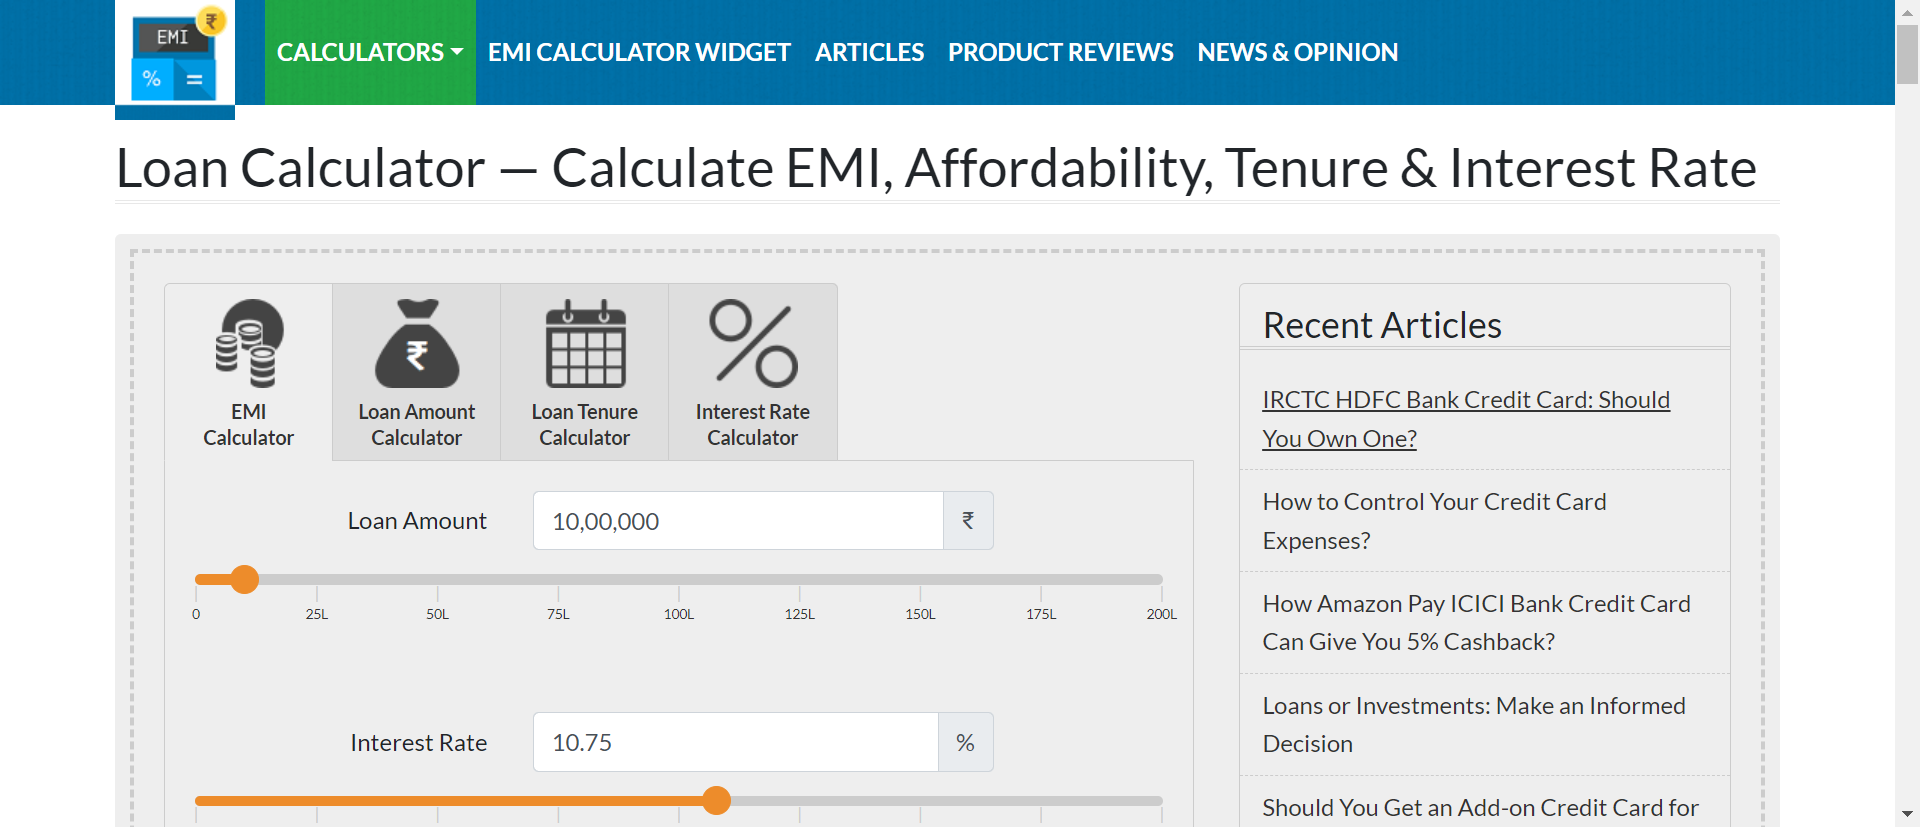 EMI
₹
% =
CALCULATORS EMI CALCULATOR WIDGET ARTICLES PRODUCT REVIEWS NEWS & OPINION
Loan Calculator — Calculate EMI, Affordability, Tenure & Interest Rate
EMI
Calculator
₹
Loan Amount
Calculator
Loan Tenure
Calculator
Interest Rate
Calculator
Loan Amount 10,00,000 ₹
0 25L 50L 75L 100L 125L 150L 175L 200L
Interest Rate 10.75 %
Recent Articles
IRCTC HDFC Bank Credit Card: Should
You Own One?
How to Control Your Credit Card
Expenses?
How Amazon Pay ICICI Bank Credit Card
Can Give You 5% Cashback?
Loans or Investments: Make an Informed
Decision
Should You Get an Add-on Credit Card for